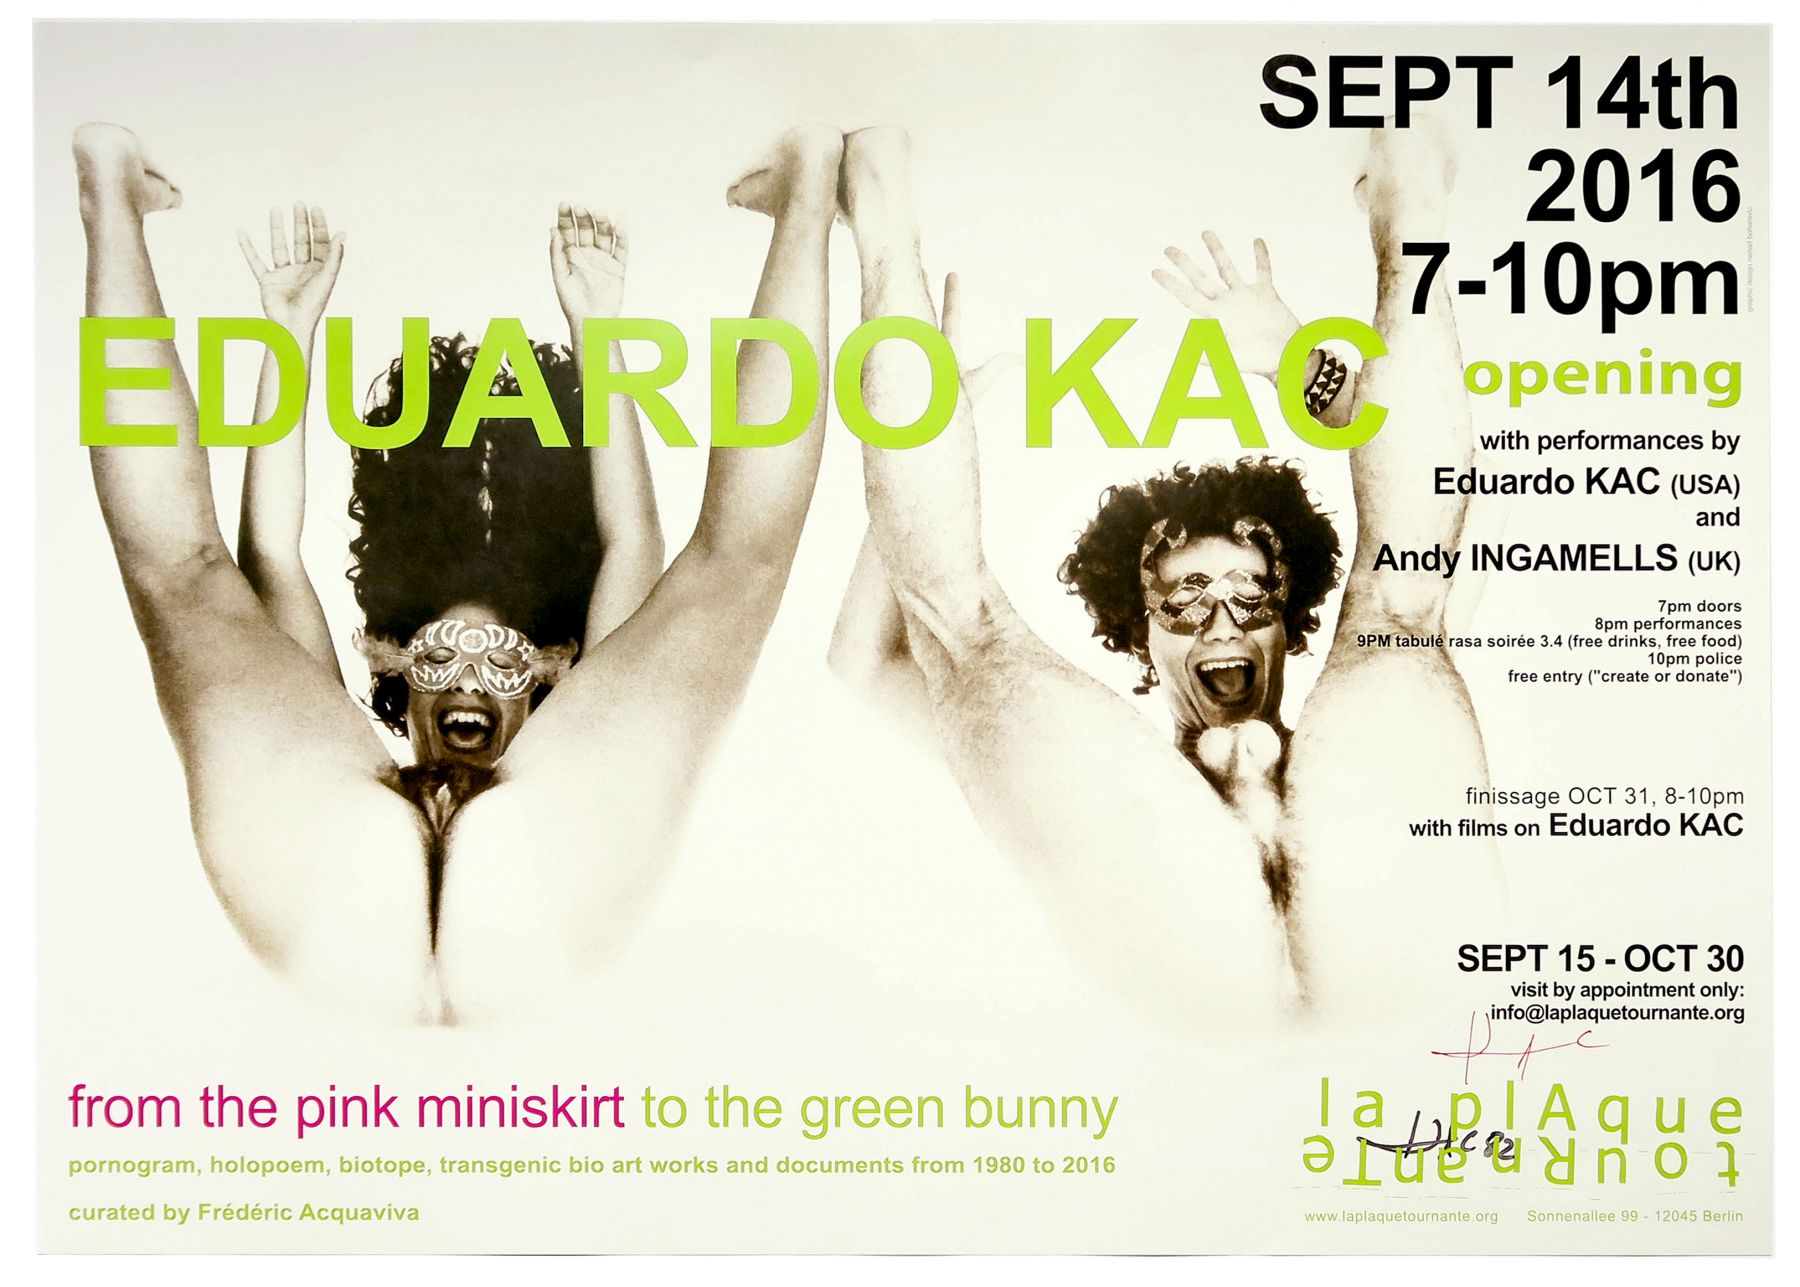 SEPT 14th
2016
7-10pm
EDUARDO KAC
opening
with performances by
Eduardo KAC (USA)
and
Andy INGAMELLS (UK)
7pm doors
8pm performances
9PM tabulé rasa soirée 3.4 (free drinks, free food)
10pm police
free entry ("create or donate")
finissage OCT 31, 8-10pm
with films on Eduardo KAC
SEPT 15 - OCT 30
visit by appointment only:
info@laplaquetournante.org
KAC
from the pink miniskirt to the green bunny
pornogram, holopoem, biotope, transgenic bio art works and documents from 1980 to 2016
curated by Frédéric Acquaviva
la plAque
touRnanTe
www.laplaquetournante.org Sonnenallee 99 - 12045 Berlin